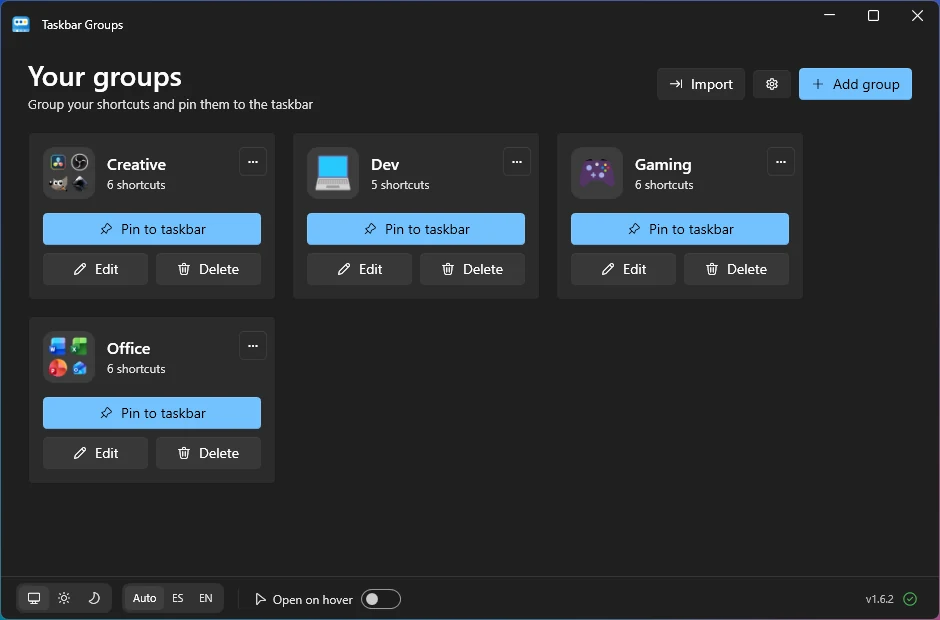 Taskbar Groups
Your groups
Group your shortcuts and pin them to the taskbar
Import
Add group
Creative
6 shortcuts
Pin to taskbar
Edit
Delete
Dev
5 shortcuts
Pin to taskbar
Edit
Delete
Gaming
6 shortcuts
Pin to taskbar
Edit
Delete
Office
6 shortcuts
Pin to taskbar
Edit
Delete
Auto ES EN
Open on hover
v1.6.2